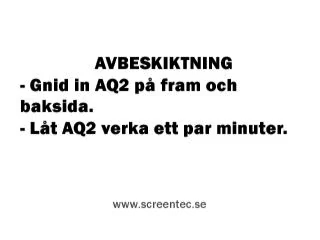 AVBESKIKTNING
- Gnid in AQ2 på fram och
baksida.
- Låt AQ2 verka ett par minuter.
www.screentec.se